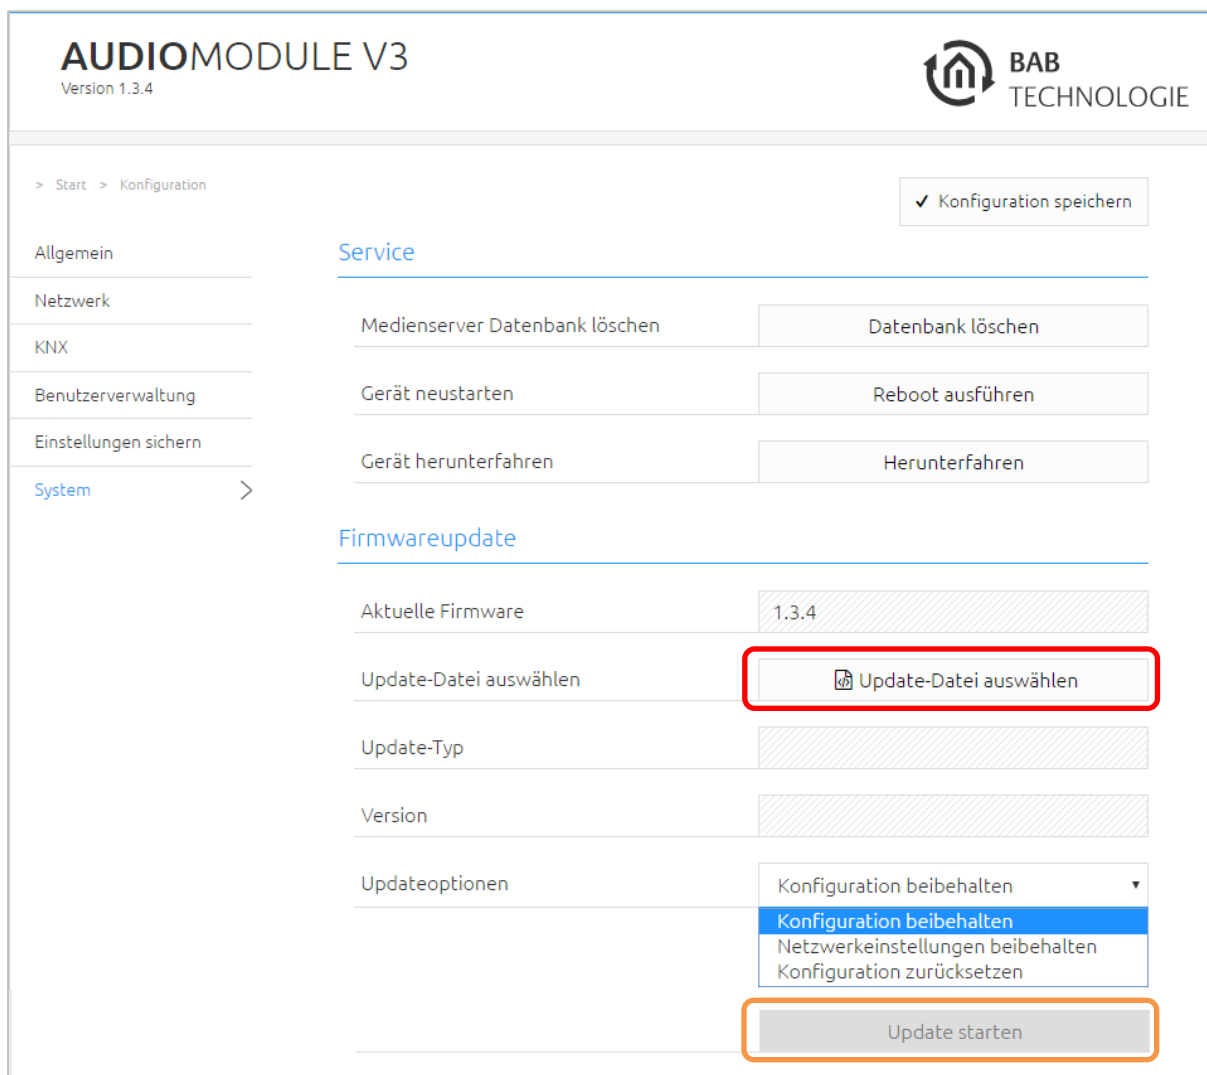 AUDIOMODULE V3
Version 1.3.4
BAB
TECHNOLOGIE
> Start > Konfiguration
✔ Konfiguration speichern
Allgemein
Netzwerk
KNX
Benutzerverwaltung
Einstellungen sichern
System
Service
Medienserver Datenbank löschen
Datenbank löschen
Gerät neustarten
Reboot ausführen
Gerät herunterfahren
Herunterfahren
Firmwareupdate
Aktuelle Firmware
1.3.4
Update-Datei auswählen
Update-Datei auswählen
Update-Typ
Version
Updateoptionen
Konfiguration beibehalten
Konfiguration beibehalten
Netzwerkeinstellungen beibehalten
Konfiguration zurücksetzen
Update starten